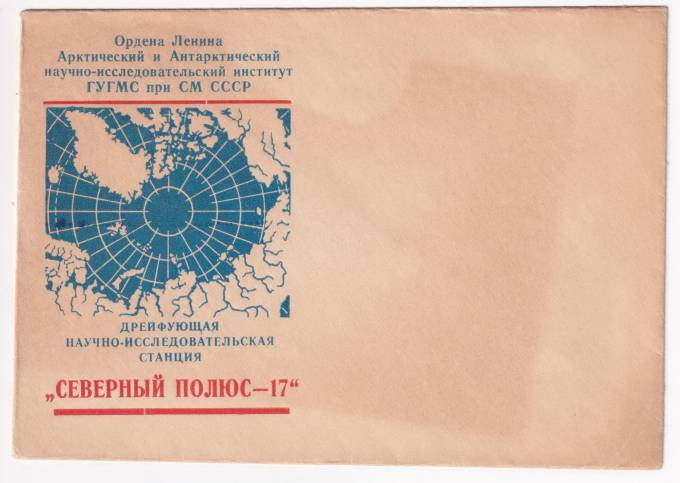 Ордена Ленина
Арктический и Антарктический
научно-исследовательский институт
ГУГМС при СМ СССР
ДРЕЙФУЮЩАЯ
НАУЧНО-ИССЛЕДОВАТЕЛЬСКАЯ
СТАНЦИЯ
„СЕВЕРНЫЙ ПОЛЮС—17“